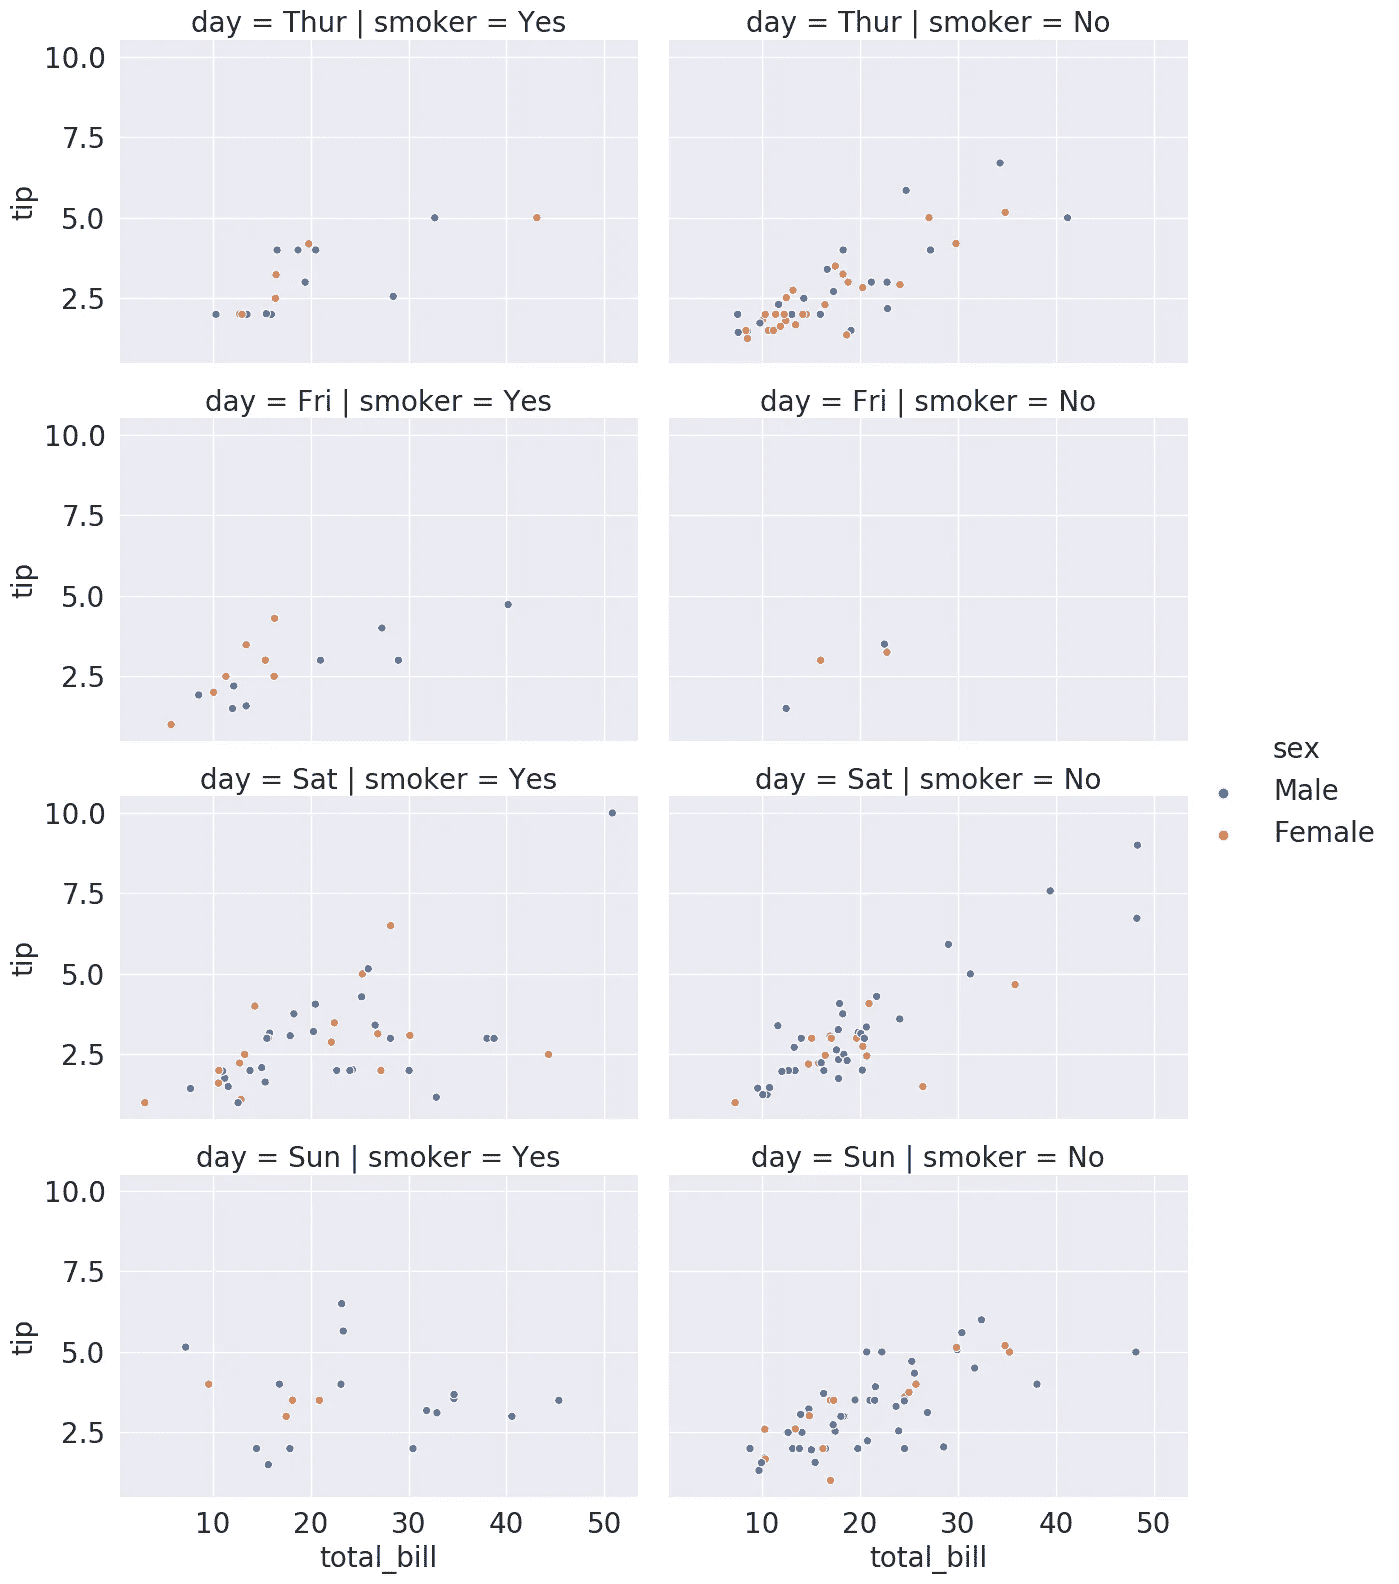 day = Thur | smoker = Yes
day = Thur | smoker = No
10.0
7.5
5.0
2.5
tip
day = Fri | smoker = Yes
day = Fri | smoker = No
10.0
7.5
5.0
2.5
tip
day = Sat | smoker = Yes
day = Sat | smoker = No
10.0
7.5
5.0
2.5
tip
day = Sun | smoker = Yes
day = Sun | smoker = No
10.0
7.5
5.0
2.5
tip
10 20 30 40 50
total_bill
10 20 30 40 50
total_bill
sex
Male
Female